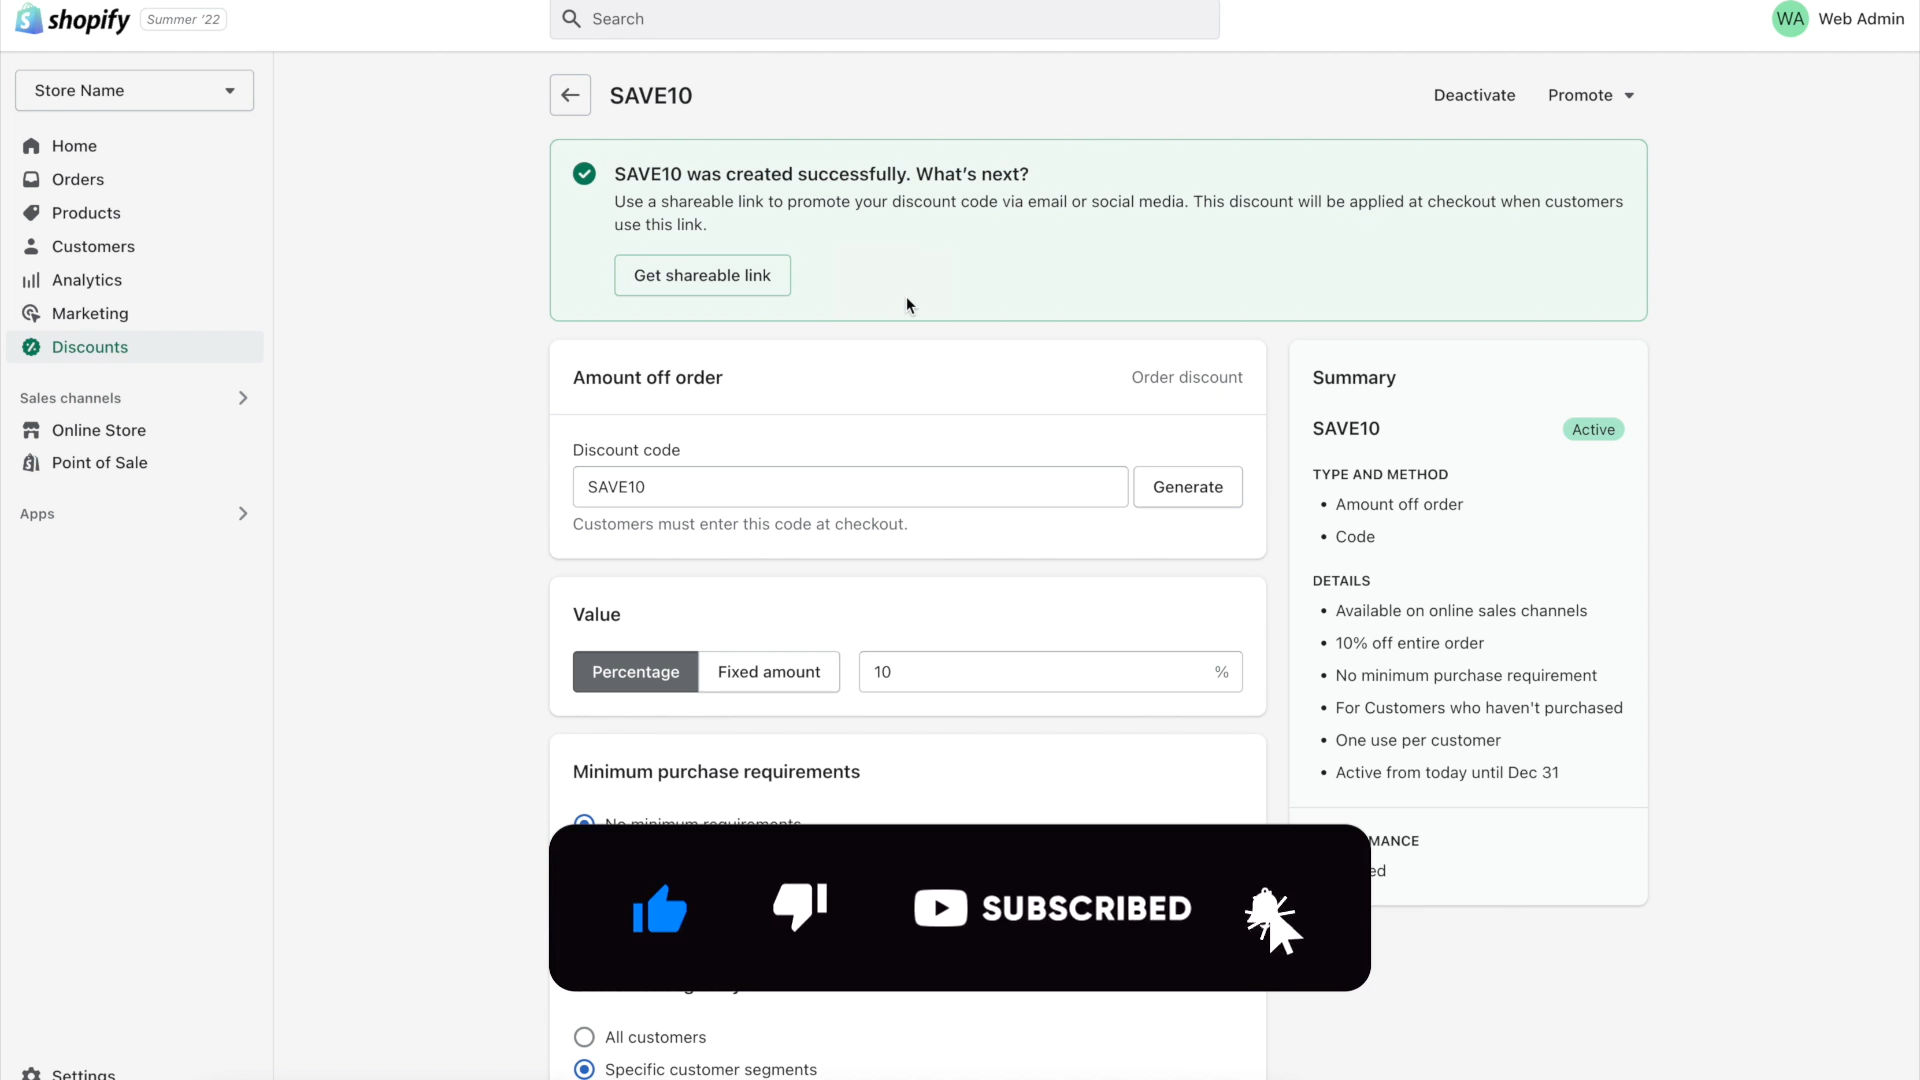 shopify
Summer '22
Search
WA
Web Admin
Store Name
Home
Orders
Products
Customers
Analytics
Marketing
Discounts
Sales channels
Online Store
Point of Sale
Apps
Settings
SAVE10
Deactivate
Promote
SAVE10 was created successfully. What's next?
Use a shareable link to promote your discount code via email or social media. This discount will be applied at checkout when customers
use this link.
Get shareable link
Amount off order
Order discount
Discount code
SAVE10
Generate
Customers must enter this code at checkout.
Value
Percentage
Fixed amount
10
%
Minimum purchase requirements
No minimum requirements
SUBSCRIBED
All customers
Specific customer segments
Summary
SAVE10
Active
TYPE AND METHOD
• Amount off order
• Code
DETAILS
• Available on online sales channels
• 10% off entire order
• No minimum purchase requirement
• For Customers who haven't purchased
• One use per customer
• Active from today until Dec 31